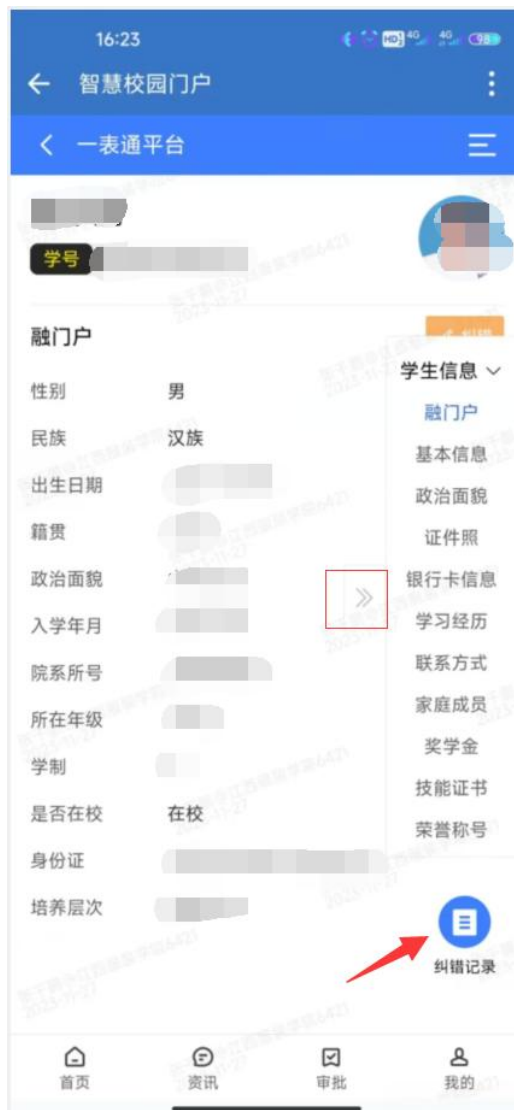 16:23
HD 4G 4G 98
智慧校园门户
一表通平台
学号
融门户
纠错
性别 男
民族 汉族
出生日期
籍贯
政治面貌
入学年月
院系所号
所在年级
学制
是否在校 在校
身份证
培养层次
学生信息
融门户
基本信息
政治面貌
证件照
银行卡信息
学习经历
联系方式
家庭成员
奖学金
技能证书
荣誉称号
纠错记录
首页 资讯 审批 我的